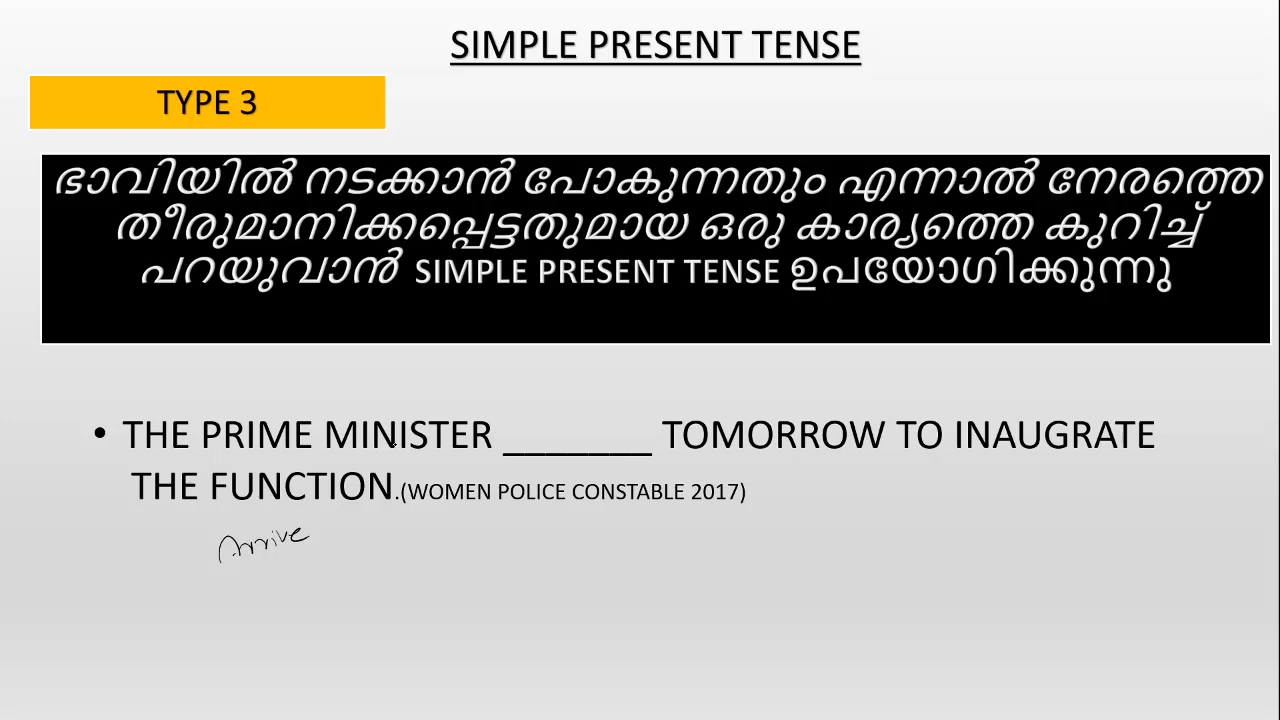 SIMPLE PRESENT TENSE
TYPE 3
ഭാവിയിൽ നടക്കാൻ പോകുന്നതും എന്നാൽ നേരത്തെ
തീരുമാനിക്കപ്പെട്ടതുമായ ഒരു കാര്യത്തെ കുറിച്ച്
പറയുവാൻ SIMPLE PRESENT TENSE ഉപയോഗിക്കുന്നു
• THE PRIME MINISTER _______ TOMORROW TO INAUGRATE
THE FUNCTION.(WOMEN POLICE CONSTABLE 2017)
Arrive